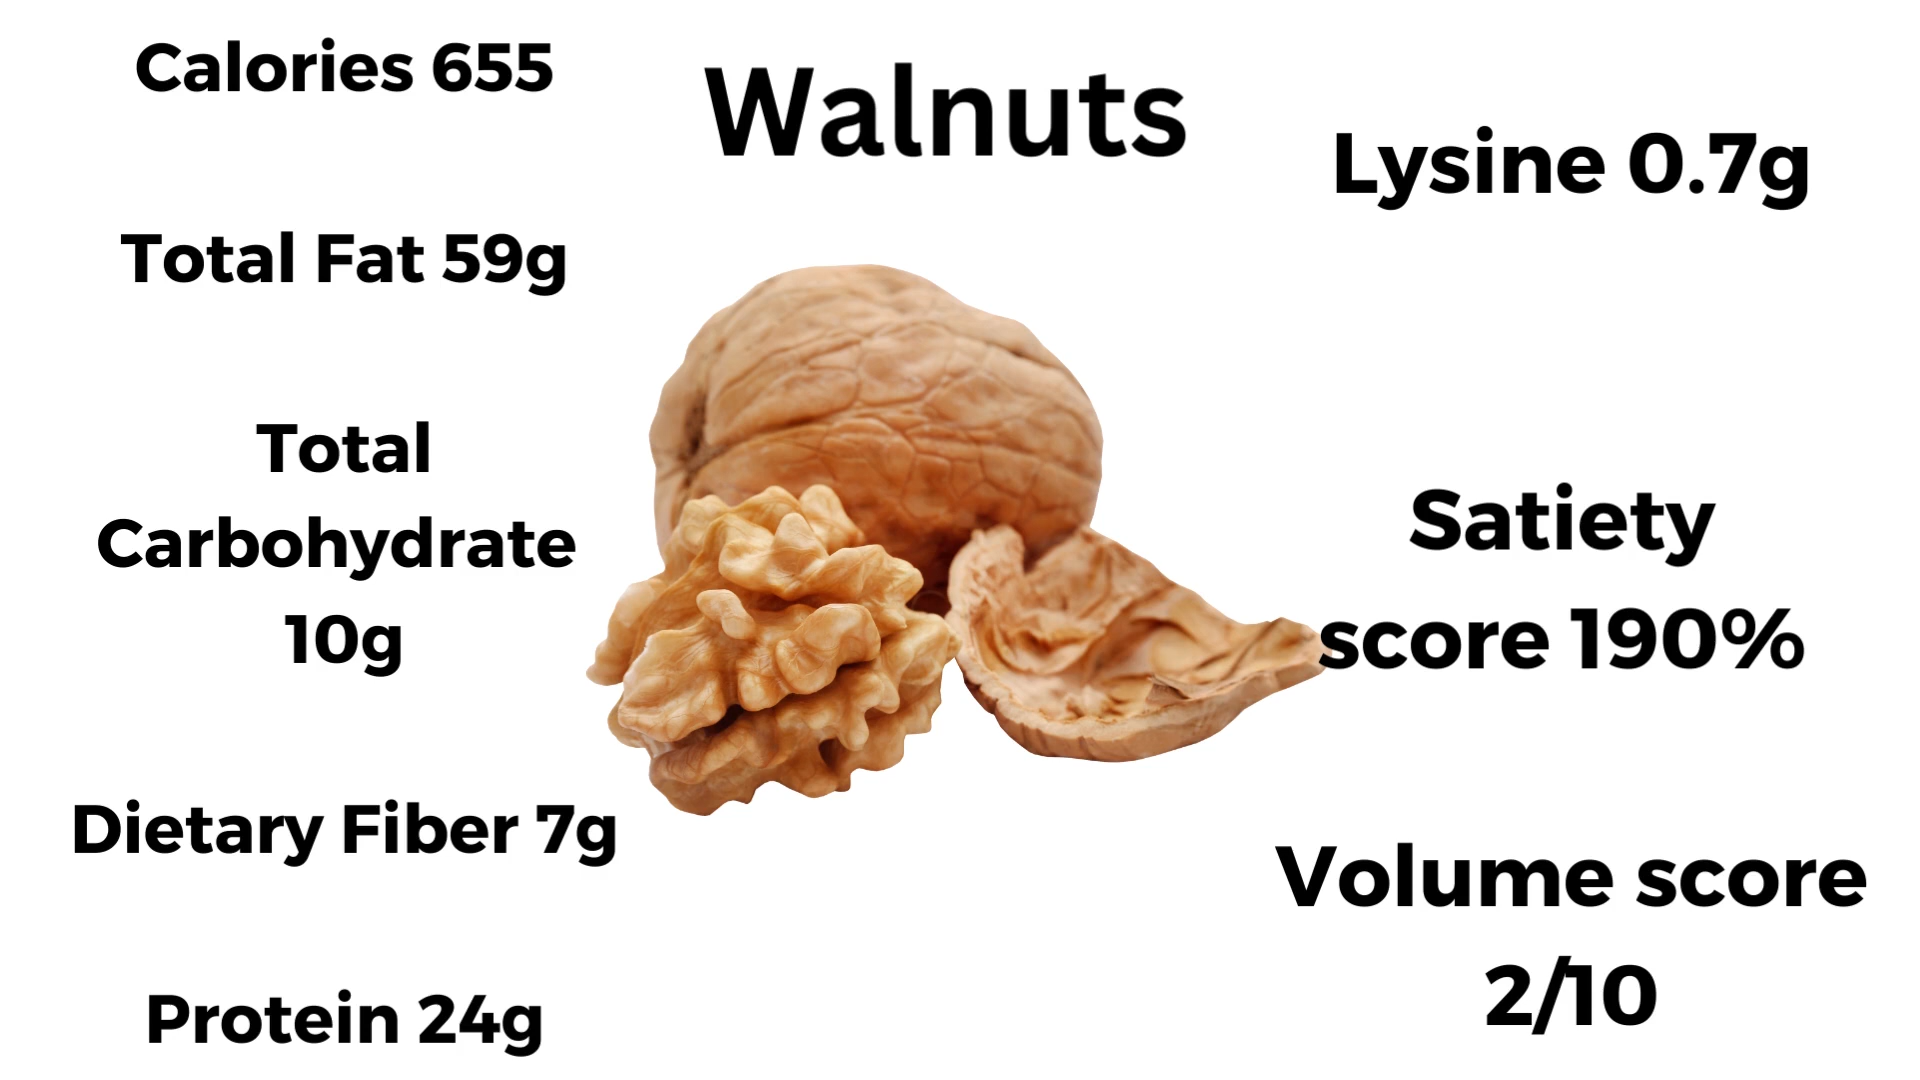 Walnuts
Calories 655
Total Fat 59g
Total
Carbohydrate
10g
Dietary Fiber 7g
Protein 24g
Lysine 0.7g
Satiety
score 190%
Volume score
2/10